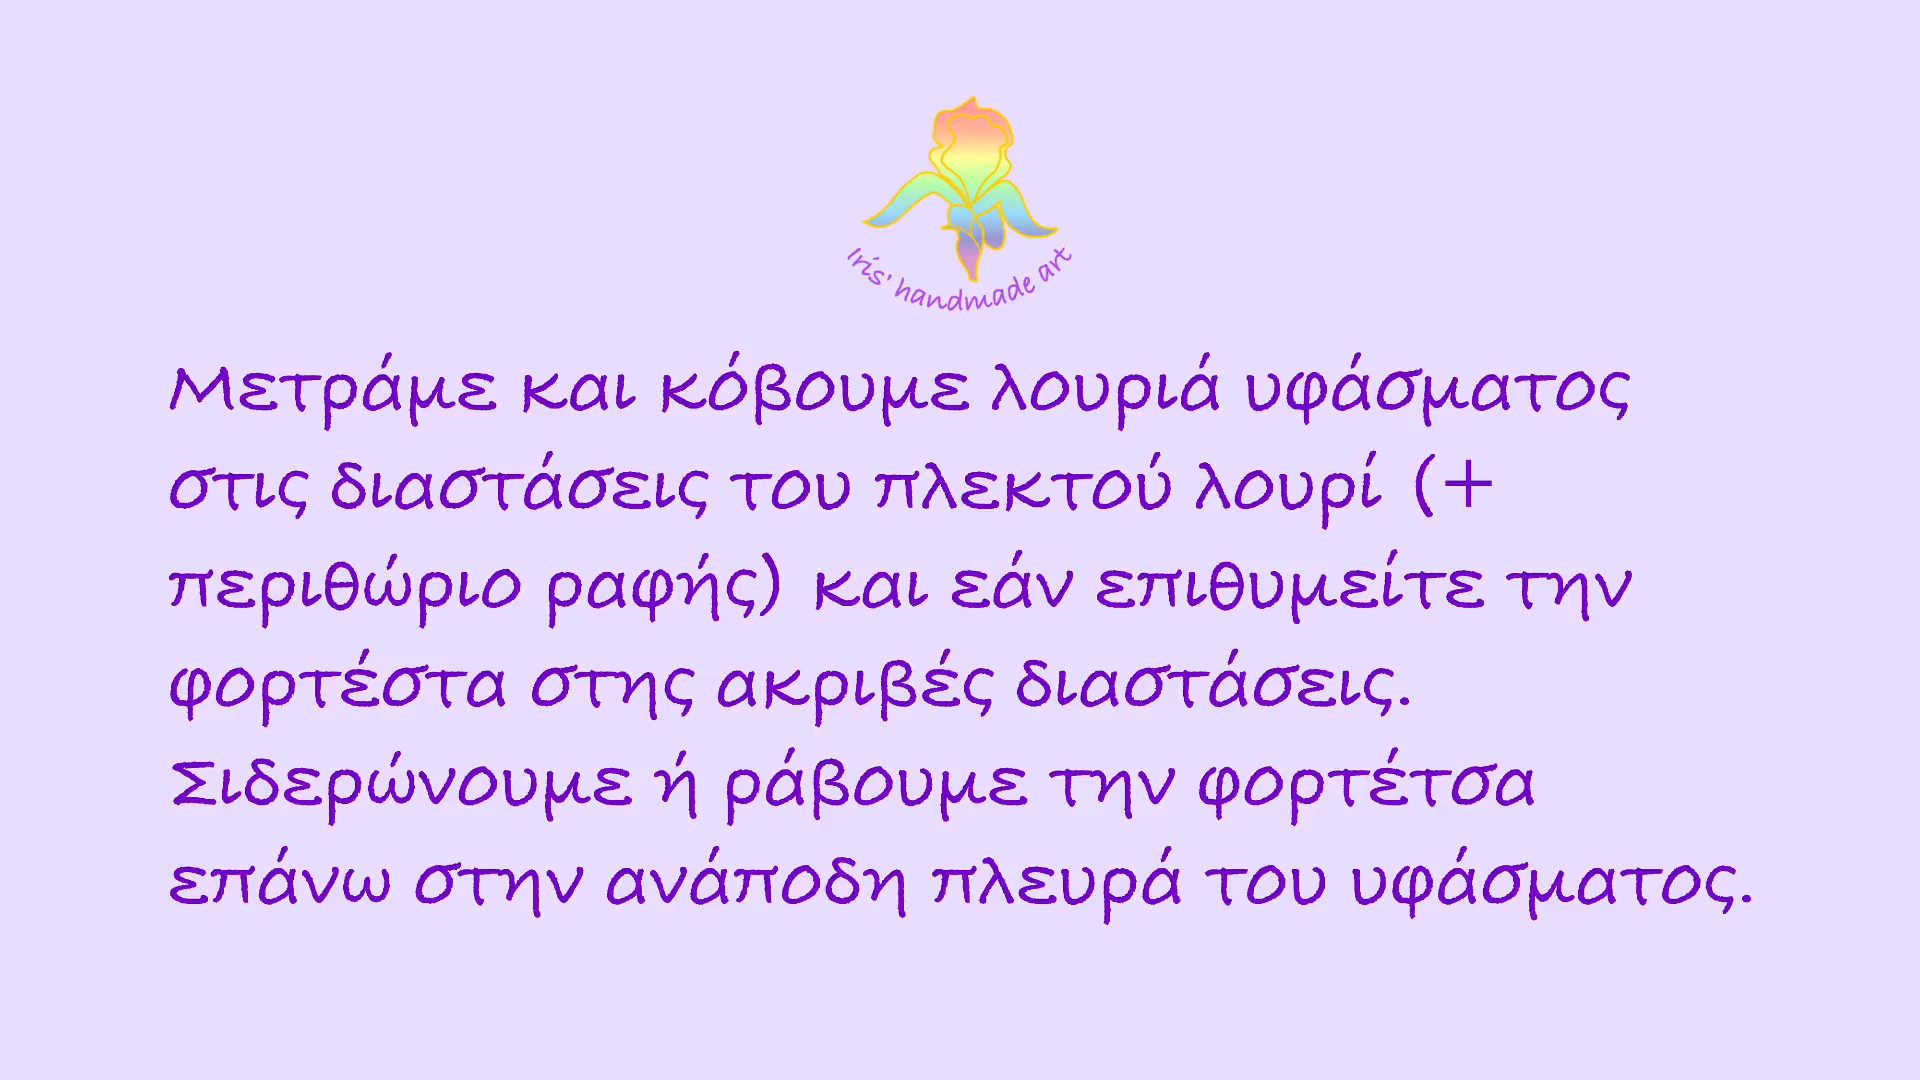 Iris' handmade art
Μετράμε και κόβουμε λουριά υφάσματος
στις διαστάσεις του πλεκτού λουρί (+
περιθώριο ραφής) και εάν επιθυμείτε την
φορτέστα στης ακριβές διαστάσεις.
Σιδερώνουμε ή ράβουμε την φορτέτσα
επάνω στην ανάποδη πλευρά του υφάσματος.